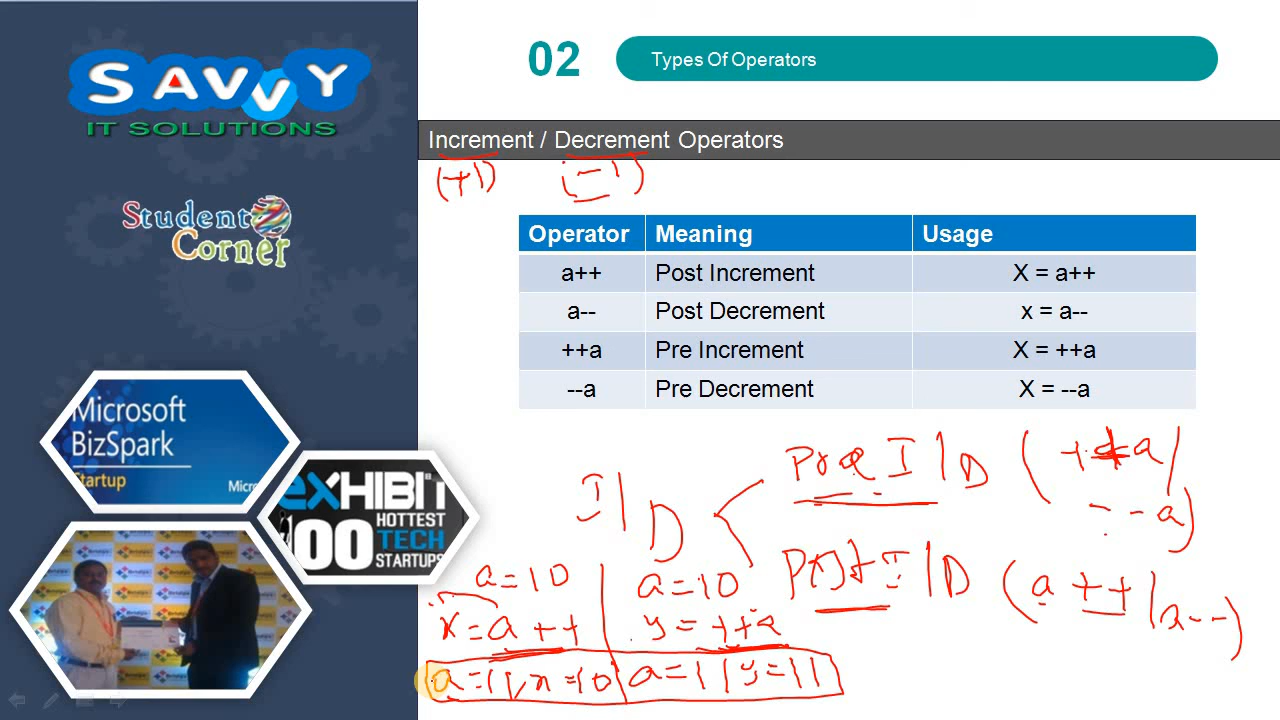 SAVVY
IT SOLUTIONS
Student
Corner
Microsoft
BizSpark
Startup
Micro
EXHIBIT
100 HOTTEST
TECH
STARTUPS
02 Types Of Operators
Increment / Decrement Operators
(+1) (-1)
Operator Meaning Usage
a++ Post Increment X = a++
a-- Post Decrement x = a--
++a Pre Increment X = ++a
--a Pre Decrement X = --a
I|D
Pre I|D (++a|
--a)
Post I|D (a++|a--)
a=10 a=10
x=a++ y=++a
a=11, x=10 a=11 y=11